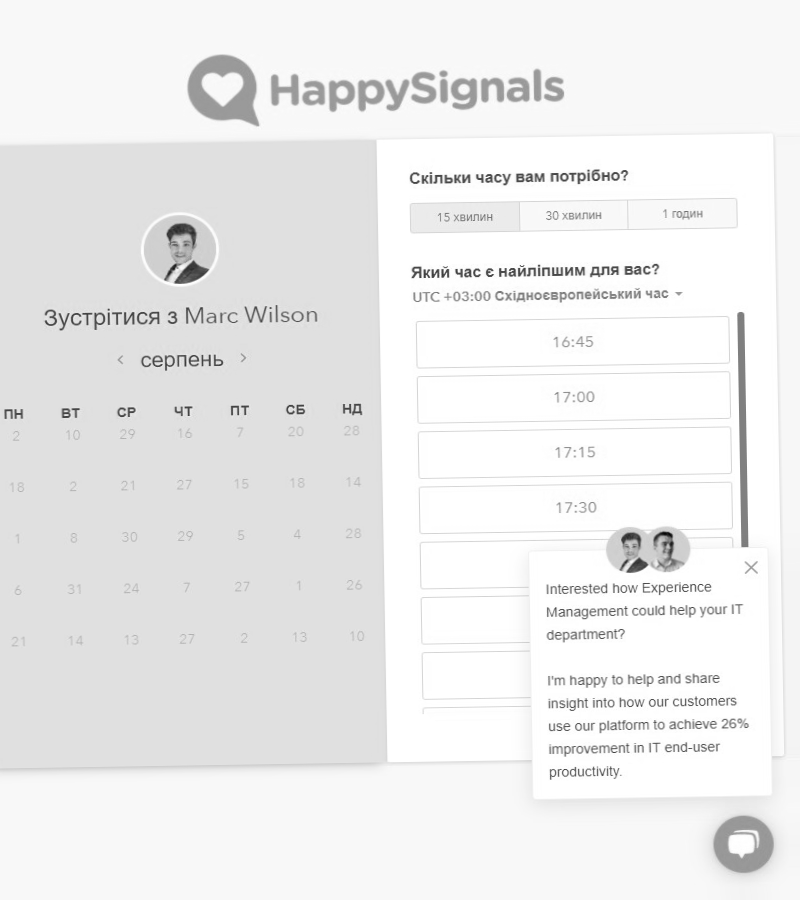 HappySignals
Зустрітися з Marc Wilson
серпень
ПН ВТ СР ЧТ ПТ СБ НД
2 10 29 16 7 20 28
18 2 21 27 15 18 14
1 8 30 29 5 4 28
6 31 24 7 27 1 26
21 14 13 27 2 13 10
Скільки часу вам потрібно?
15 хвилин 30 хвилин 1 годин
Який час є найліпшим для вас?
UTC +03:00 Східноєвропейський час
16:45
17:00
17:15
17:30
Interested how Experience
Management could help your IT
department?
I'm happy to help and share
insight into how our customers
use our platform to achieve 26%
improvement in IT end-user
productivity.